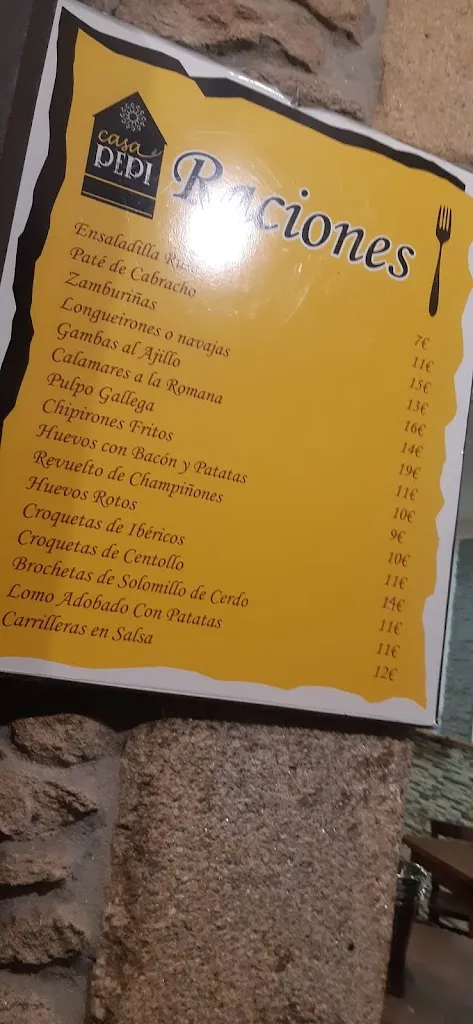 casa
PEPI
Raciones
Ensaladilla 7€
Paté de Cabracho 11€
Zamburiñas 15€
Longueirones o navajas 13€
Gambas al Ajillo 16€
Calamares a la Romana 14€
Pulpo Gallega 19€
Chipirones Fritos 11€
Huevos con Bacón y Patatas 10€
Revuelto de Champiñones 9€
Huevos Rotos 10€
Croquetas de Ibéricos 11€
Croquetas de Centollo 14€
Brochetas de Solomillo de Cerdo 11€
Lomo Adobado Con Patatas 11€
Carrilleras en Salsa 12€